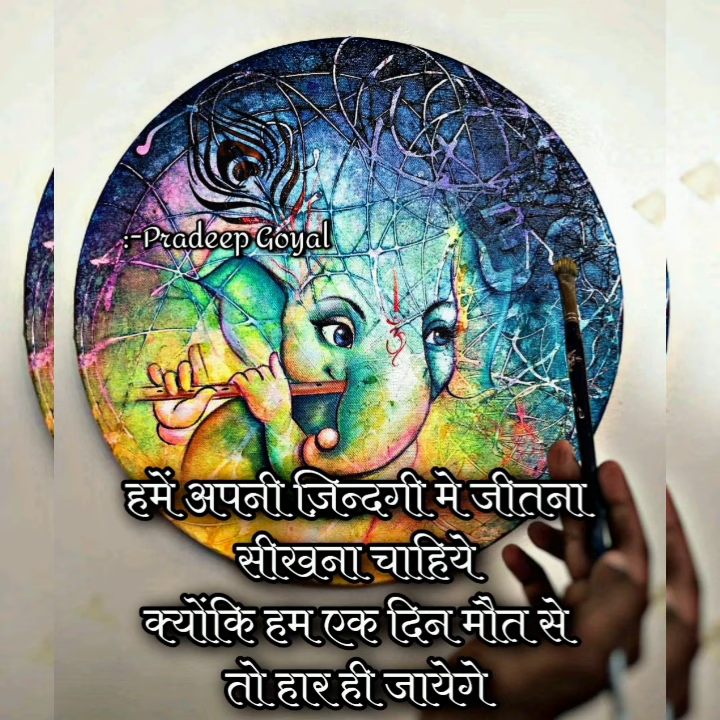 :-Pradeep Goyal
हमें अपनी ज़िन्दगी मे जीतना
सीखना चाहिये
क्योंकि हम एक दिन मौत से
तो हार ही जायेगे